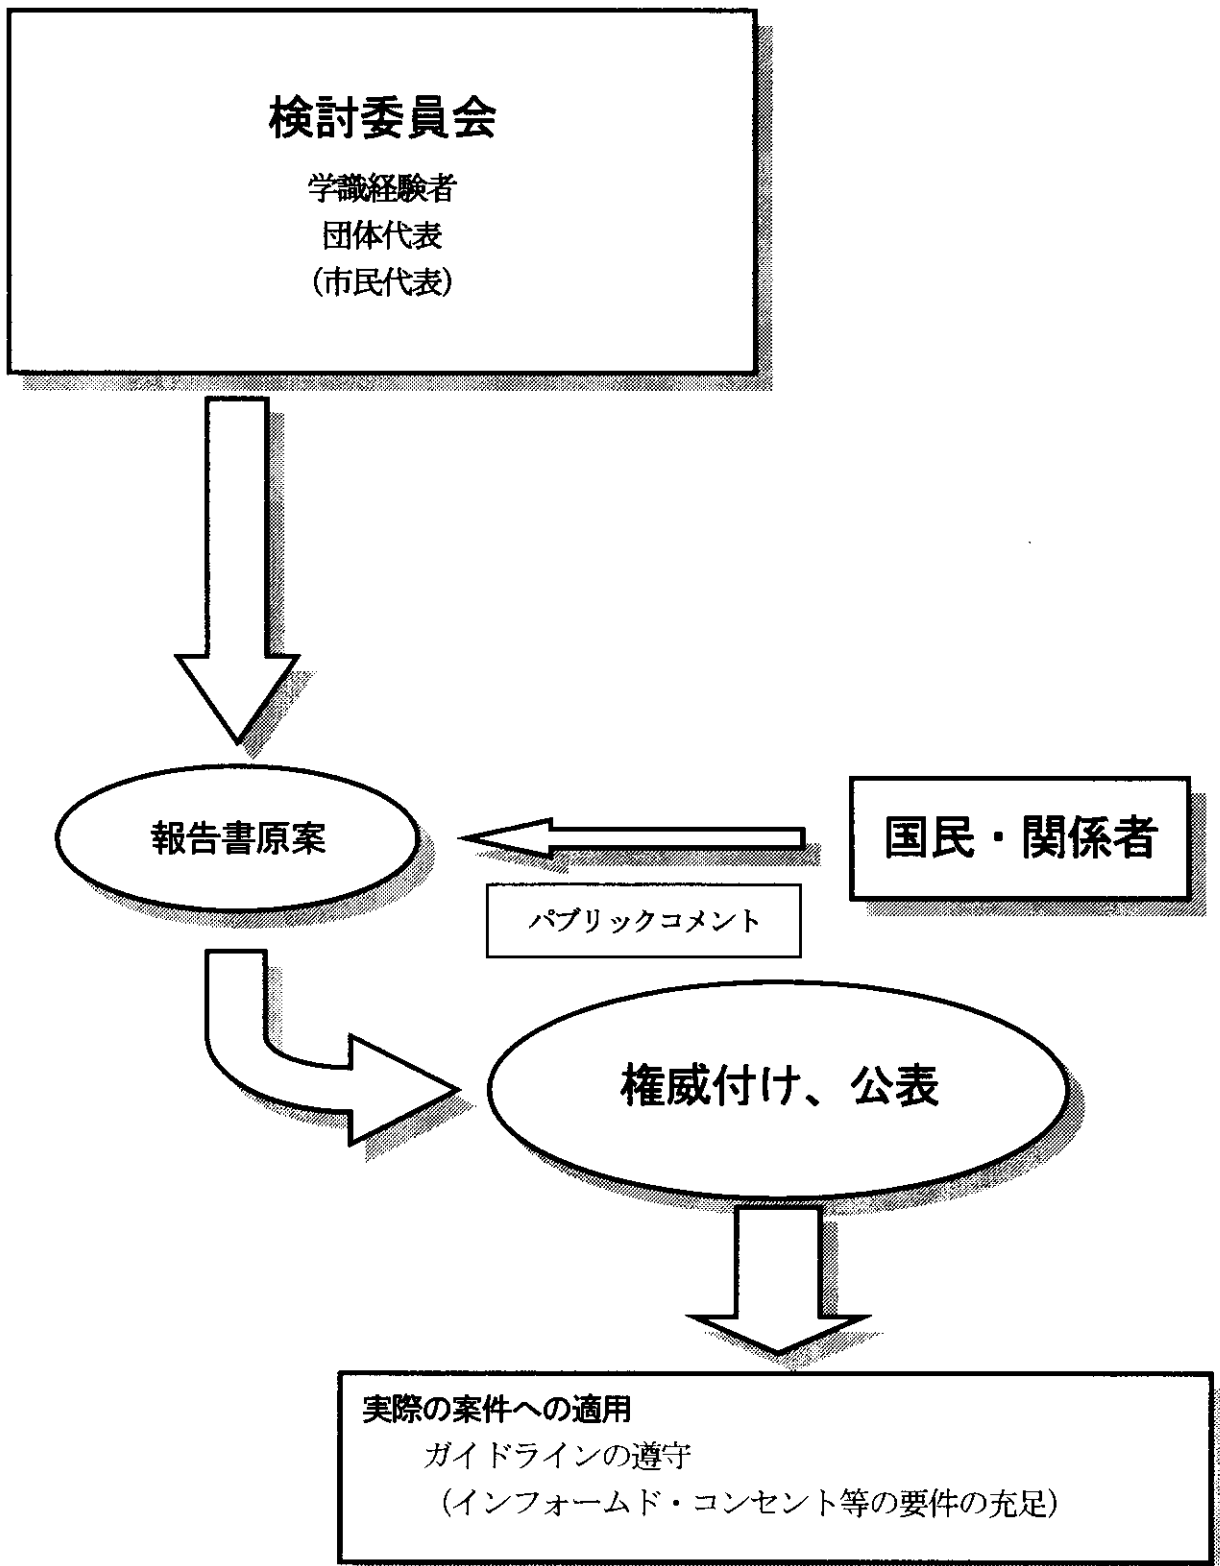 検討委員会
学識経験者
団体代表
(市民代表)
報告書原案
国民・関係者
パブリックコメント
権威付け、公表
実際の案件への適用
ガイドラインの遵守
(インフォームド・コンセント等の要件の充足)